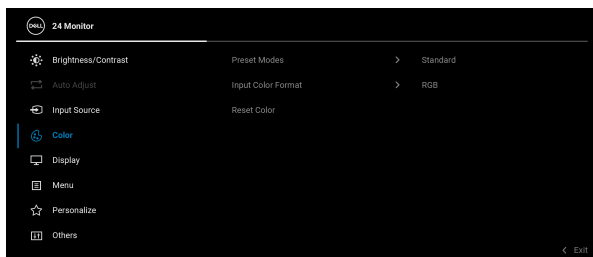 DELL 24 Monitor
Brightness/Contrast Preset Modes > Standard
Auto Adjust Input Color Format > RGB
Input Source Reset Color
Color
Display
Menu
Personalize
Others
< Exit